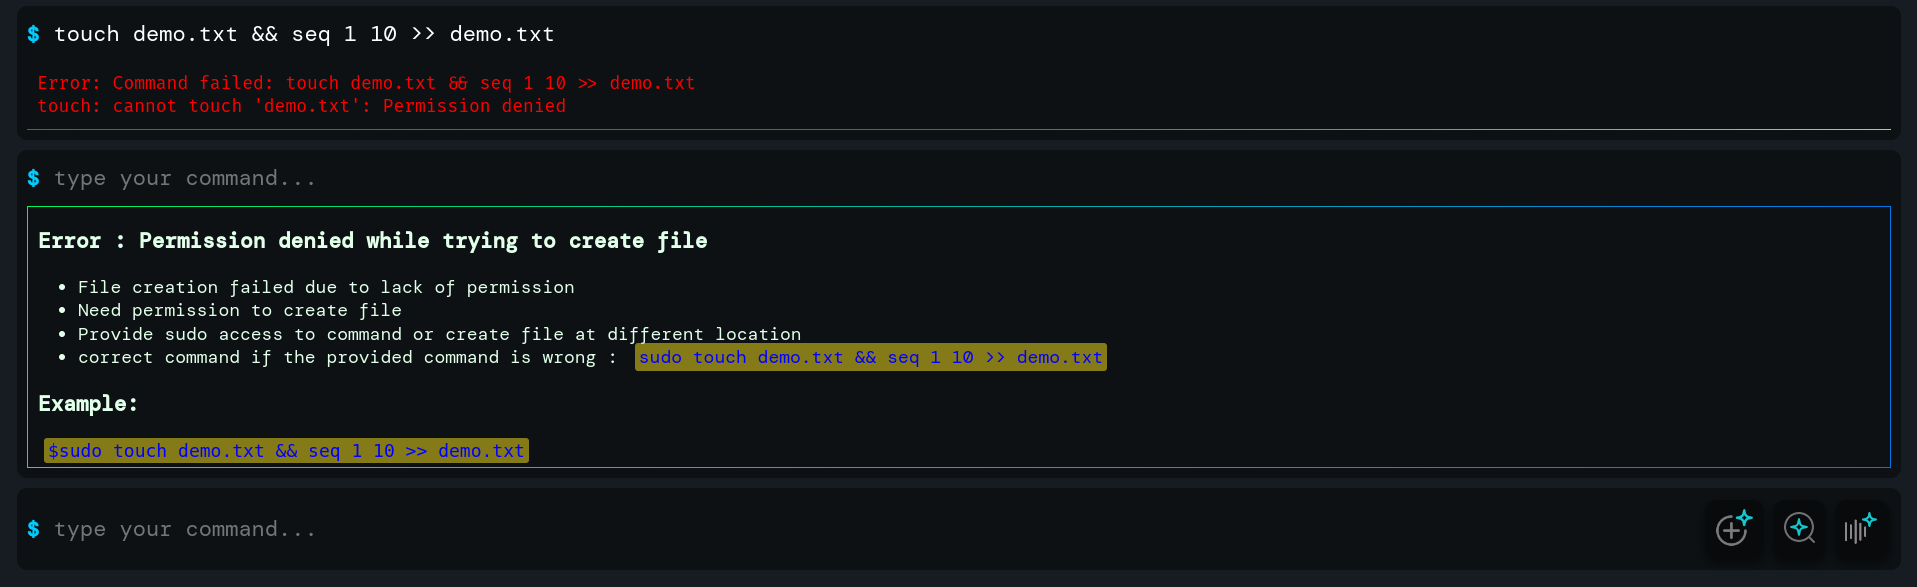 $ touch demo.txt && seq 1 10 >> demo.txt
Error: Command failed: touch demo.txt && seq 1 10 >> demo.txt
touch: cannot touch 'demo.txt': Permission denied
$ type your command...
Error : Permission denied while trying to create file
• File creation failed due to lack of permission
• Need permission to create file
• Provide sudo access to command or create file at different location
• correct command if the provided command is wrong : sudo touch demo.txt && seq 1 10 >> demo.txt
Example:
$sudo touch demo.txt && seq 1 10 >> demo.txt
$ type your command...